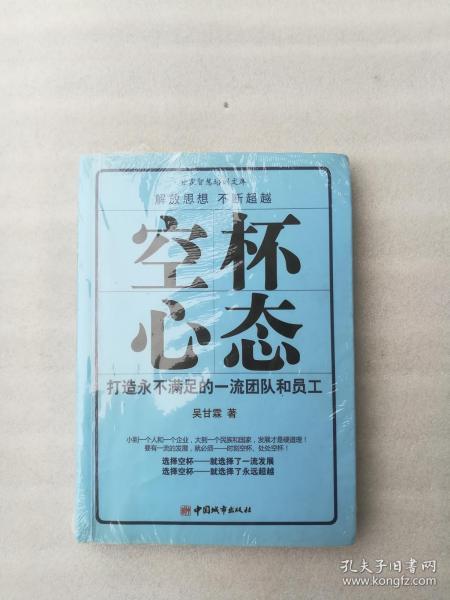 智慧培训文库
解放思想 不断超越
空杯
心态
打造永不满足的一流团队和员工
吴甘霖 著
小到一个人和一个企业，大到一个民族和国家，发展才是硬道理！
要有一流的发展，就必须——时刻空杯、处处空杯！
选择空杯——就选择了一流发展
选择空杯——就选择了永远超越
中国城市出版社
孔夫子旧书网
www.kongfz.com